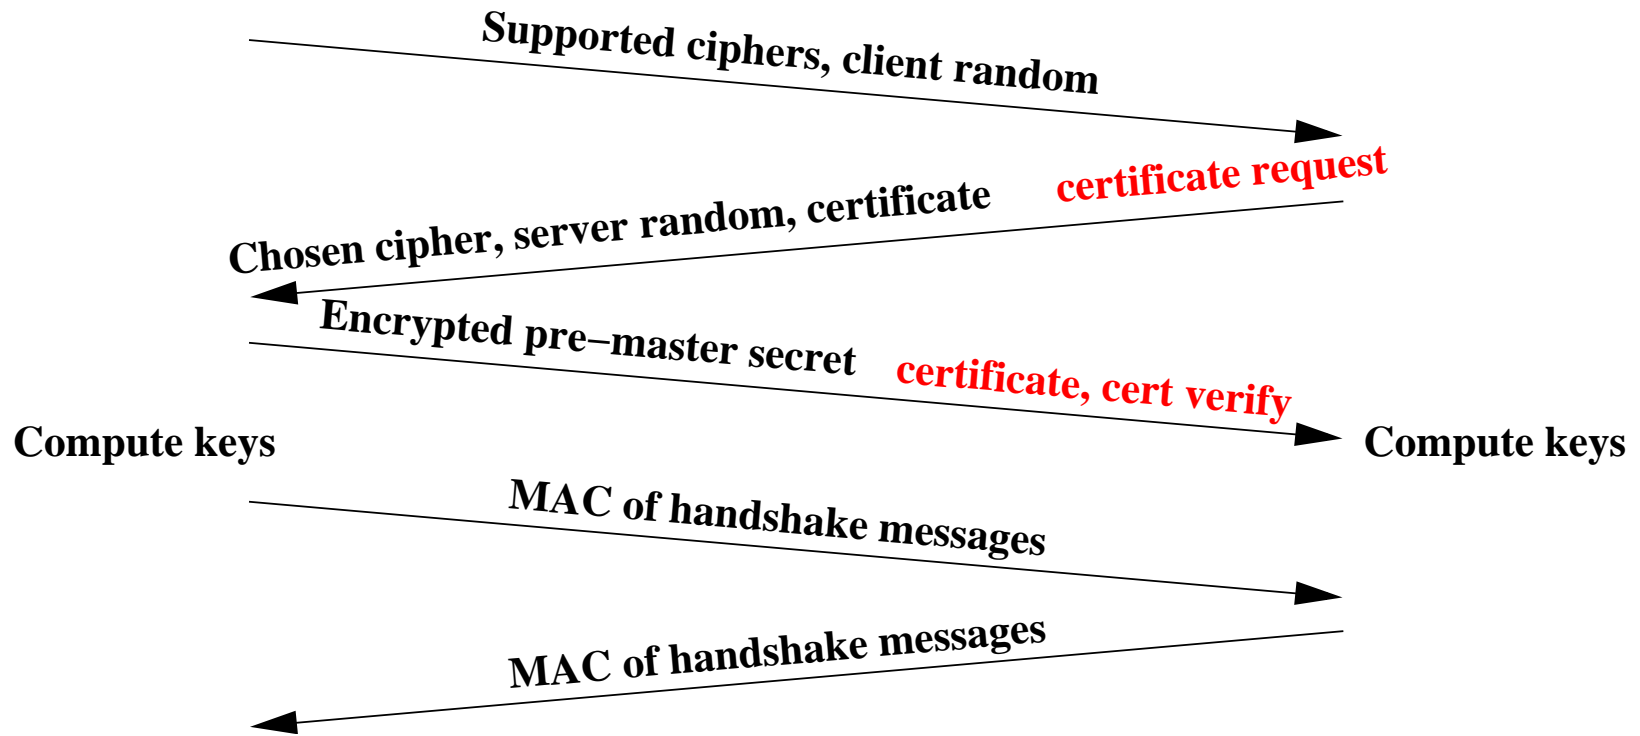 Supported ciphers, client random
certificate request
Chosen cipher, server random, certificate
Encrypted pre−master secret
certificate, cert verify
Compute keys
Compute keys
MAC of handshake messages
MAC of handshake messages